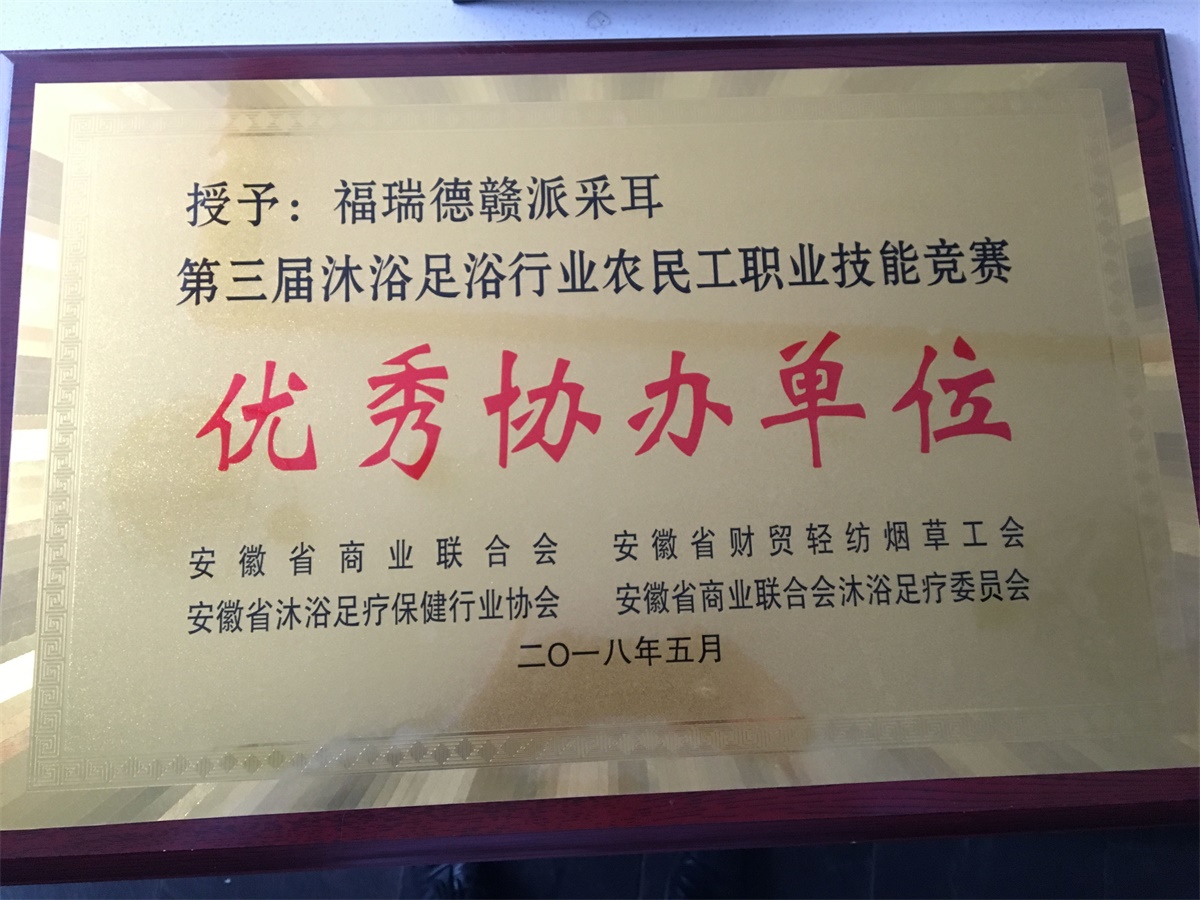 授予：福瑞德赣派采耳
第三届沐浴足浴行业农民工职业技能竞赛
优秀协办单位
安徽省商业联合会 安徽省财贸轻纺烟草工会
安徽省沐浴足疗保健行业协会 安徽省商业联合会沐浴足疗委员会
二〇一八年五月